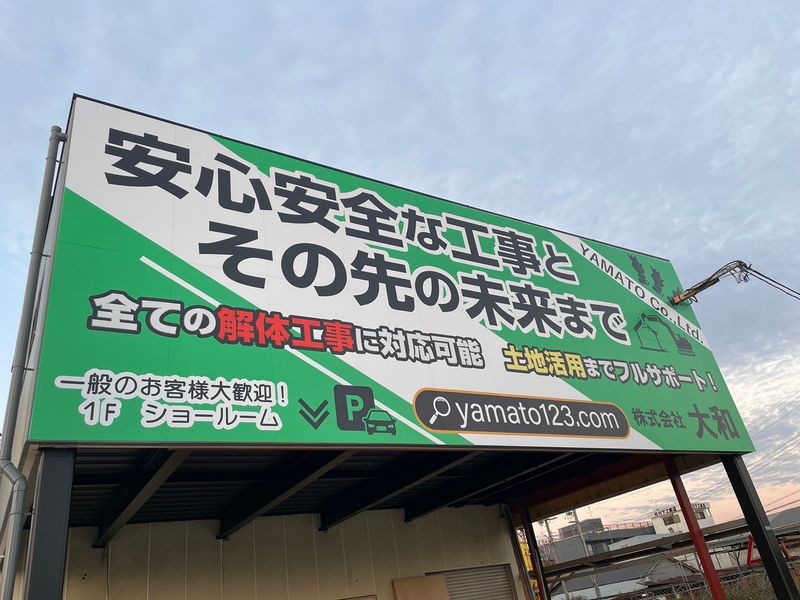 安心安全な工事と
その先の未来まで
YAMATO Co.,Ltd.
全ての解体工事に対応可能 土地活用までフルサポート！
一般のお客様大歓迎！
1F ショールーム
P
yamato123.com
株式会社 大和